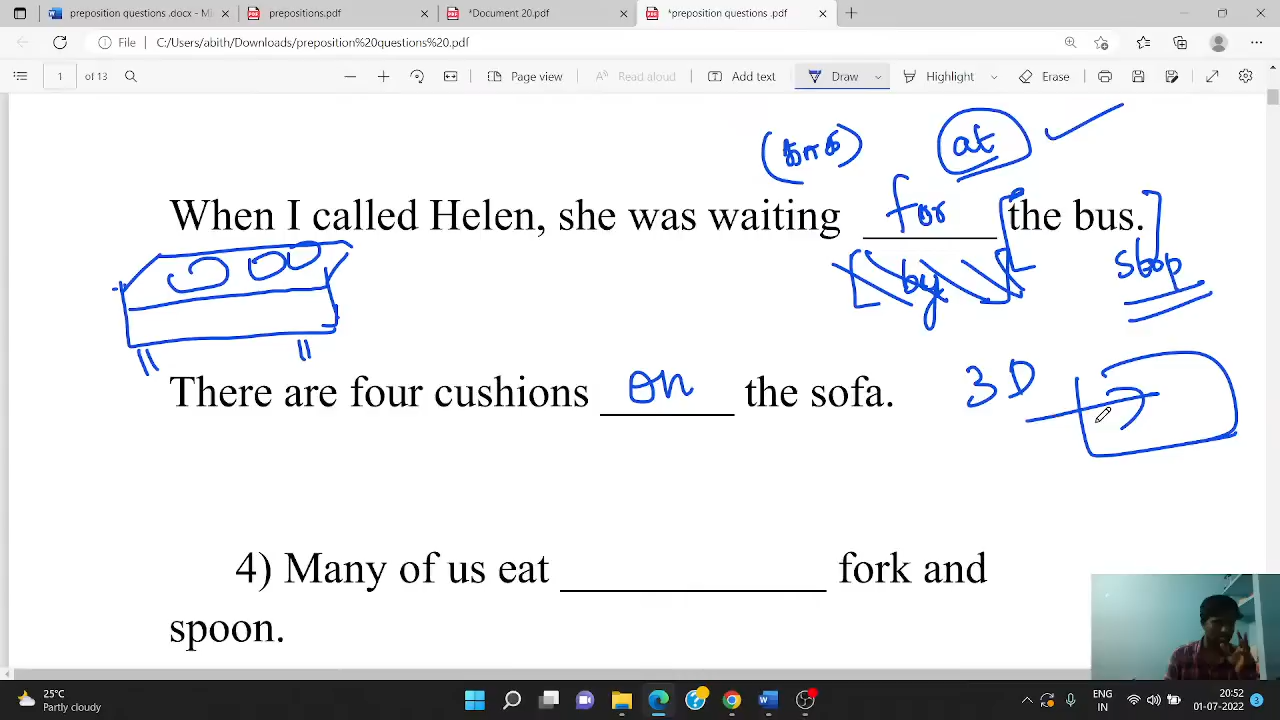 preposition questions .docx - Mi
prepositions.pdf
*Document 20.pdf
*preposition questions .pdf
File
C:/Users/abith/Downloads/preposition%20questions%20.pdf
1 of 13
Page view
Read aloud
Add text
Draw
Highlight
Erase
at
When I called Helen, she was waiting for the bus.
by
stop
There are four cushions on the sofa.
3D
4) Many of us eat ____________ fork and
spoon.
25°C
Partly cloudy
ENG
IN
20:52
01-07-2022
3